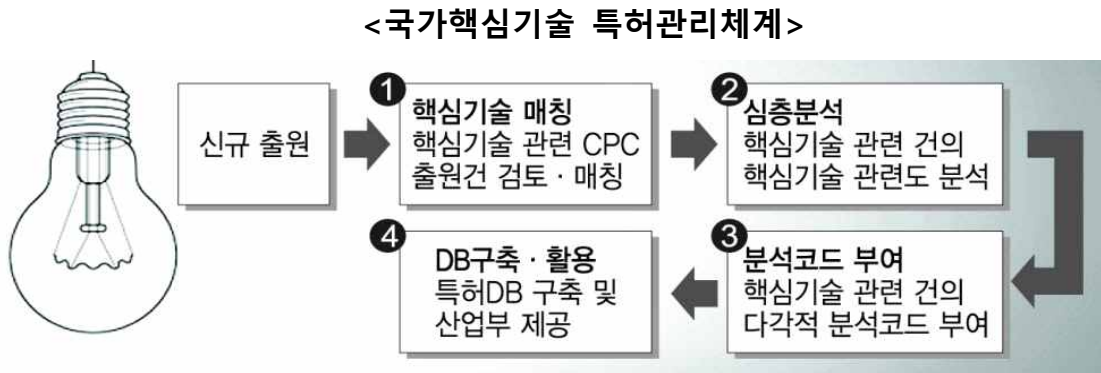 <국가핵심기술 특허관리체계>
신규 출원
1
핵심기술 매칭
핵심기술 관련 CPC
출원건 검토 · 매칭
2
심층분석
핵심기술 관련 건의
핵심기술 관련도 분석
3
분석코드 부여
핵심기술 관련 건의
다각적 분석코드 부여
4
DB구축 · 활용
특허DB 구축 및
산업부 제공